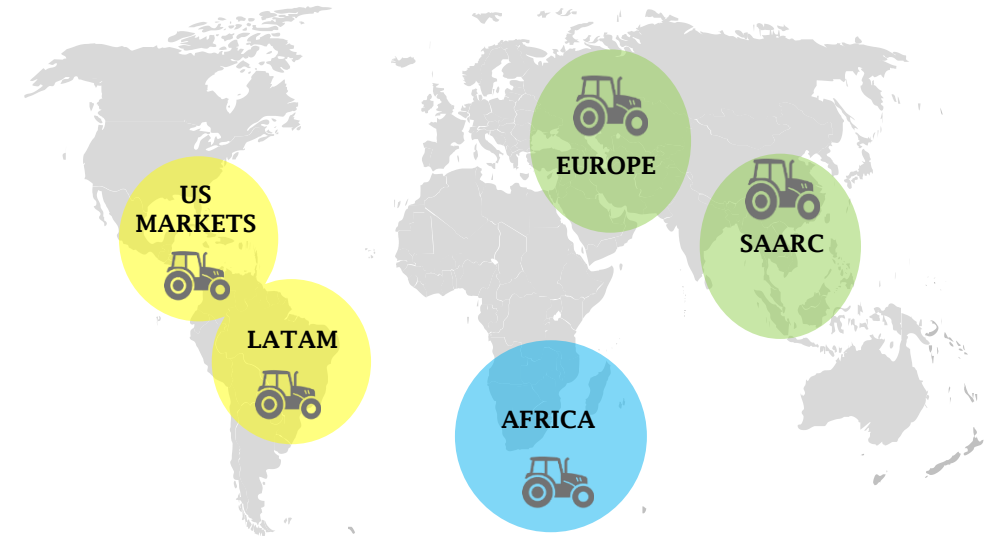 US
MARKETS
LATAM
EUROPE
SAARC
AFRICA